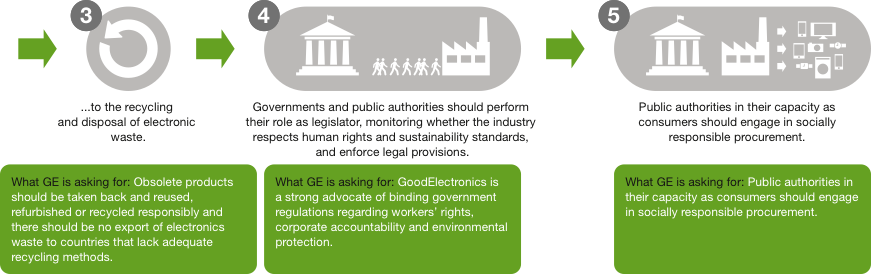 3
...to the recycling
and disposal of electronic
waste.
What GE is asking for: Obsolete products
should be taken back and reused,
refurbished or recycled responsibly and
there should be no export of electronics
waste to countries that lack adequate
recycling methods.
4
Governments and public authorities should perform
their role as legislator, monitoring whether the industry
respects human rights and sustainability standards,
and enforce legal provisions.
What GE is asking for: GoodElectronics is
a strong advocate of binding government
regulations regarding workers’ rights,
corporate accountability and environmental
protection.
5
Public authorities in their capacity as
consumers should engage in socially
responsible procurement.
What GE is asking for: Public authorities in
their capacity as consumers should engage
in socially responsible procurement.